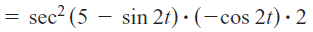 = sec² (5 − sin 2t) · (−cos 2t) · 2